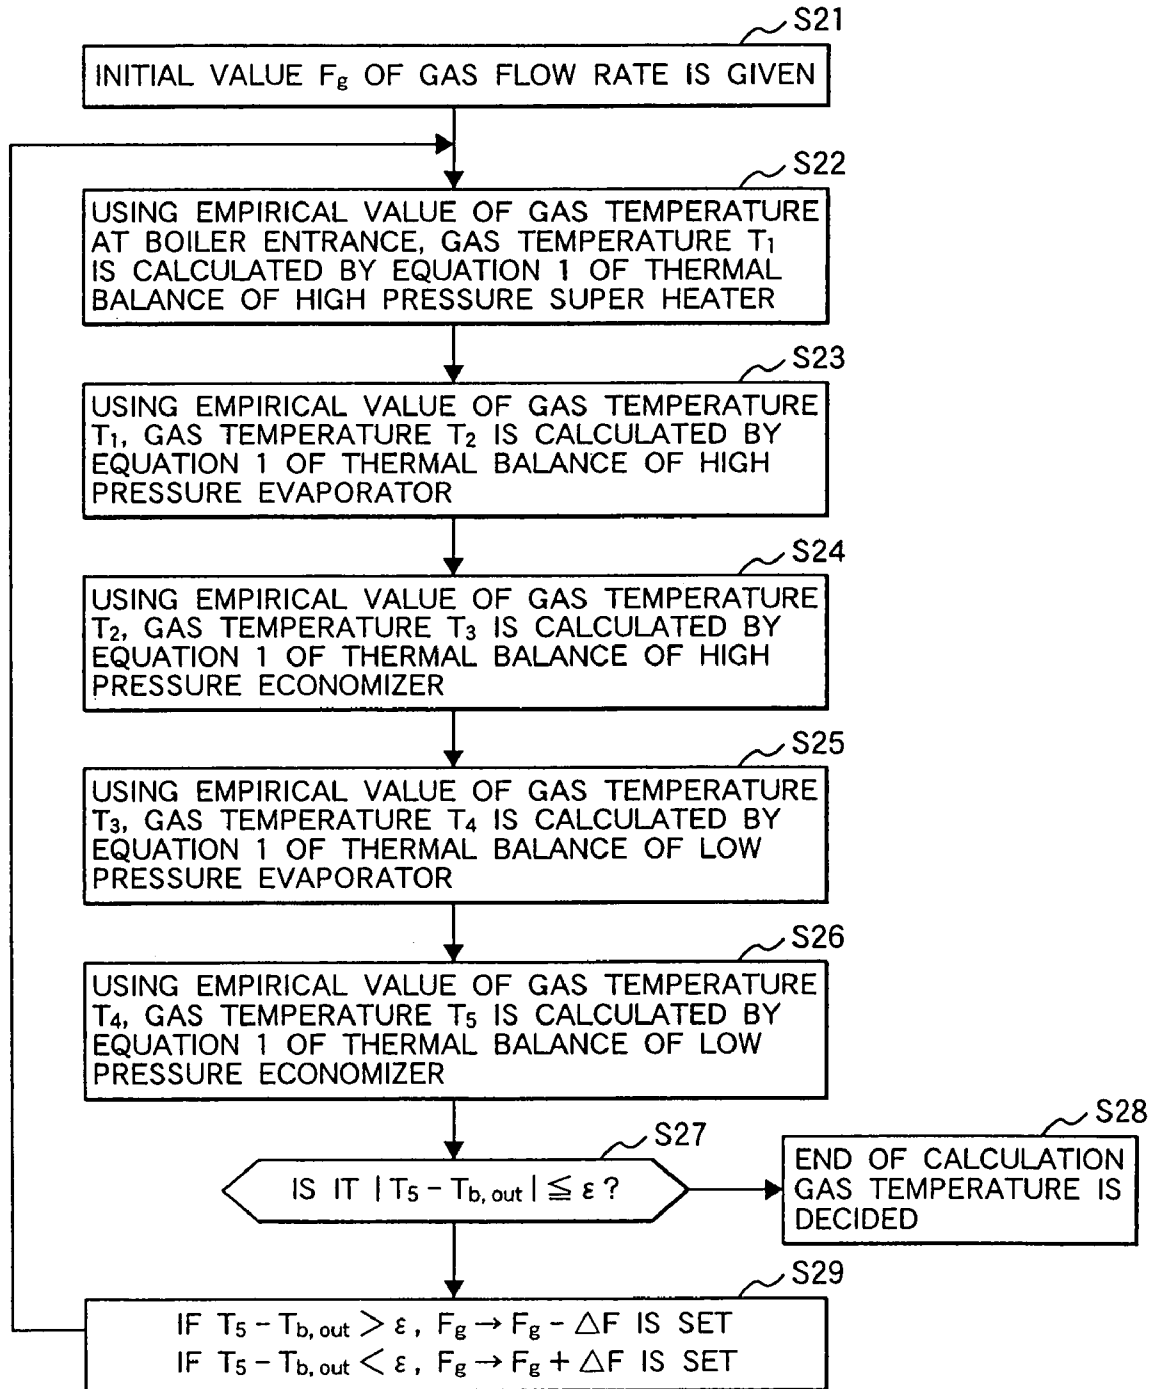 S21
INITIAL VALUE Fg OF GAS FLOW RATE IS GIVEN
S22
USING EMPIRICAL VALUE OF GAS TEMPERATURE
AT BOILER ENTRANCE, GAS TEMPERATURE T1
IS CALCULATED BY EQUATION 1 OF THERMAL
BALANCE OF HIGH PRESSURE SUPER HEATER
S23
USING EMPIRICAL VALUE OF GAS TEMPERATURE
T1, GAS TEMPERATURE T2 IS CALCULATED BY
EQUATION 1 OF THERMAL BALANCE OF HIGH
PRESSURE EVAPORATOR
S24
USING EMPIRICAL VALUE OF GAS TEMPERATURE
T2, GAS TEMPERATURE T3 IS CALCULATED BY
EQUATION 1 OF THERMAL BALANCE OF HIGH
PRESSURE ECONOMIZER
S25
USING EMPIRICAL VALUE OF GAS TEMPERATURE
T3, GAS TEMPERATURE T4 IS CALCULATED BY
EQUATION 1 OF THERMAL BALANCE OF LOW
PRESSURE EVAPORATOR
S26
USING EMPIRICAL VALUE OF GAS TEMPERATURE
T4, GAS TEMPERATURE T5 IS CALCULATED BY
EQUATION 1 OF THERMAL BALANCE OF LOW
PRESSURE ECONOMIZER
S27
IS IT | T5 - Tb, out | ≦ ε ?
S28
END OF CALCULATION
GAS TEMPERATURE IS
DECIDED
S29
IF T5 - Tb, out > ε, Fg → Fg - △F IS SET
IF T5 - Tb, out < ε, Fg → Fg + △F IS SET